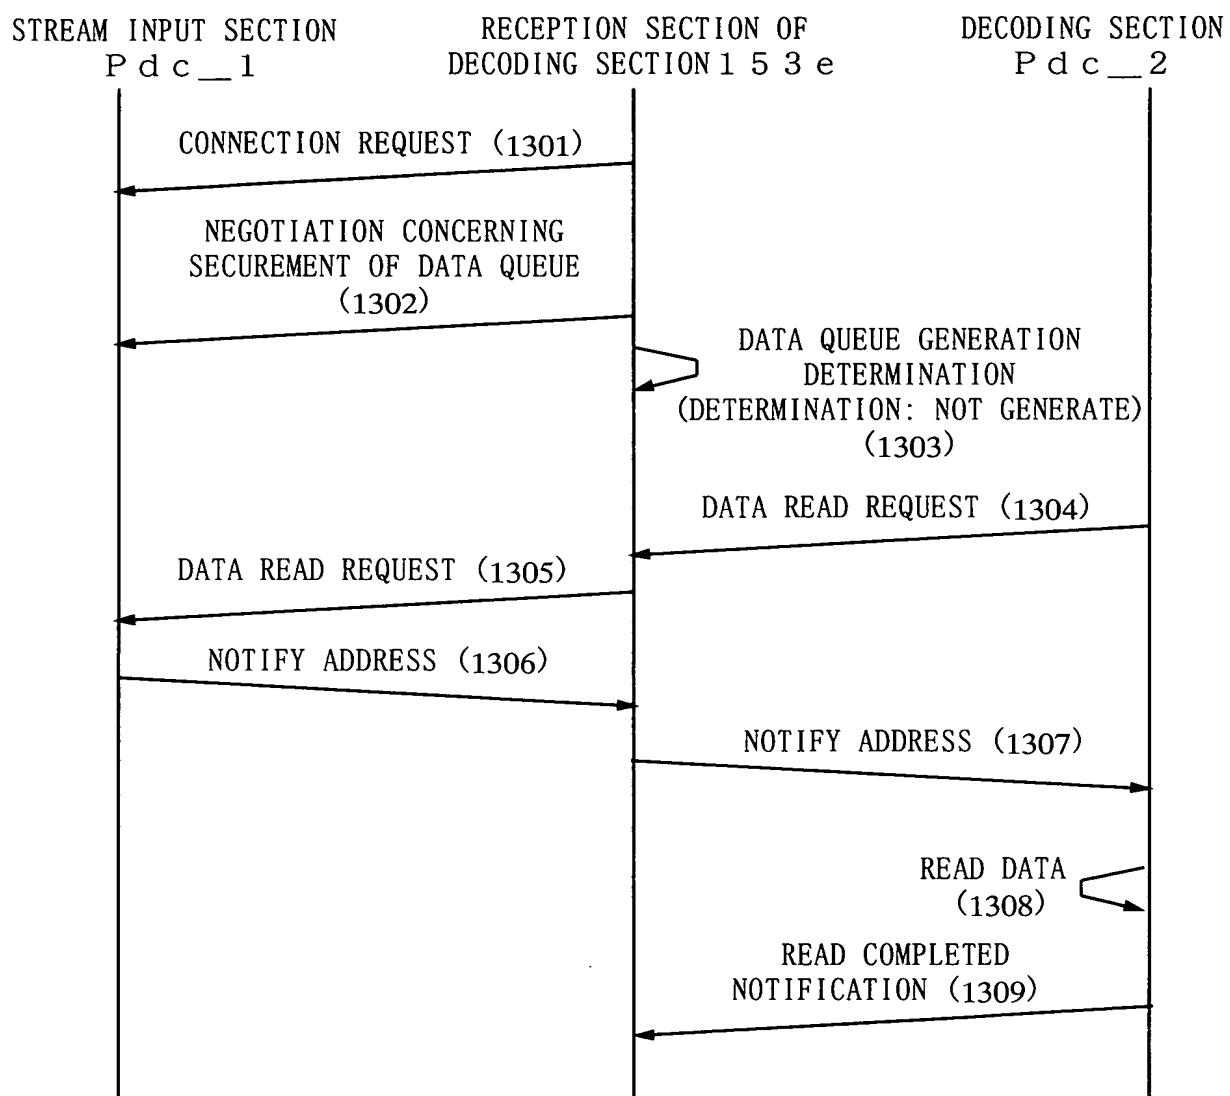 STREAM INPUT SECTION
Pdc_1
RECEPTION SECTION OF
DECODING SECTION 153e
DECODING SECTION
Pdc_2
CONNECTION REQUEST (1301)
NEGOTIATION CONCERNING
SECUREMENT OF DATA QUEUE
(1302)
DATA QUEUE GENERATION
DETERMINATION
(DETERMINATION: NOT GENERATE)
(1303)
DATA READ REQUEST (1304)
DATA READ REQUEST (1305)
NOTIFY ADDRESS (1306)
NOTIFY ADDRESS (1307)
READ DATA
(1308)
READ COMPLETED
NOTIFICATION (1309)